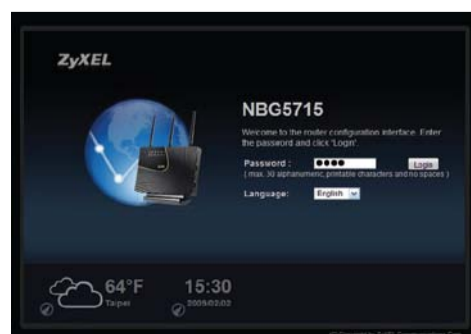 ZyXEL
NBG5715
Welcome to the router configuration interface. Enter
the password and click 'Login'.
Password : ●●●● Login
( max. 30 alphanumeric, printable characters and no spaces )
Language: English
64°F 15:30
Taipei 2009/02/02